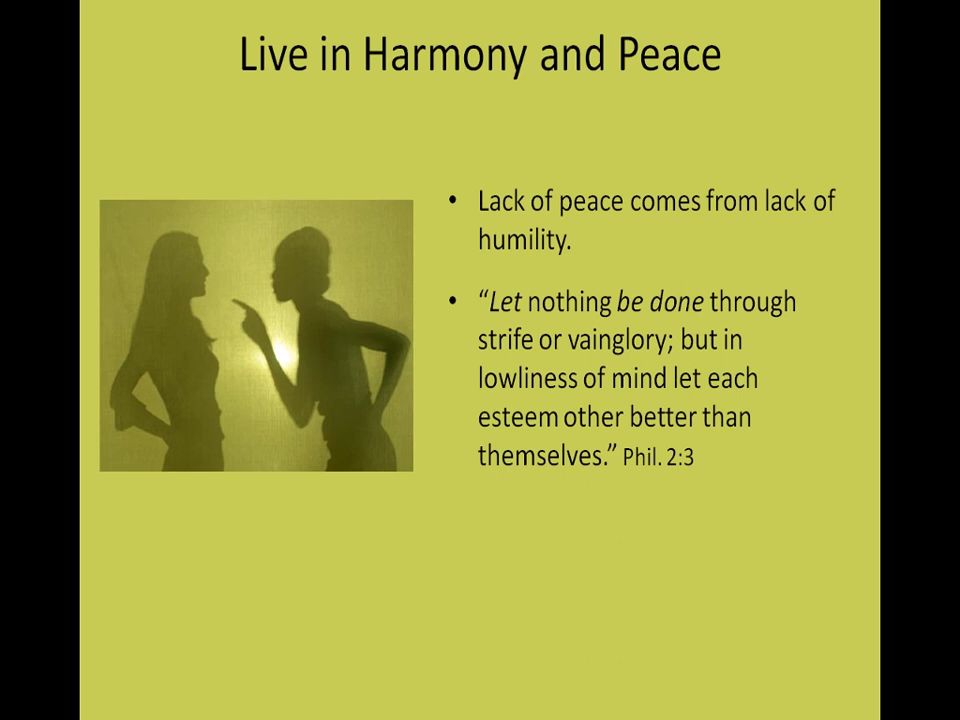 Live in Harmony and Peace
• Lack of peace comes from lack of
humility.
• “Let nothing be done through
strife or vainglory; but in
lowliness of mind let each
esteem other better than
themselves.” Phil. 2:3